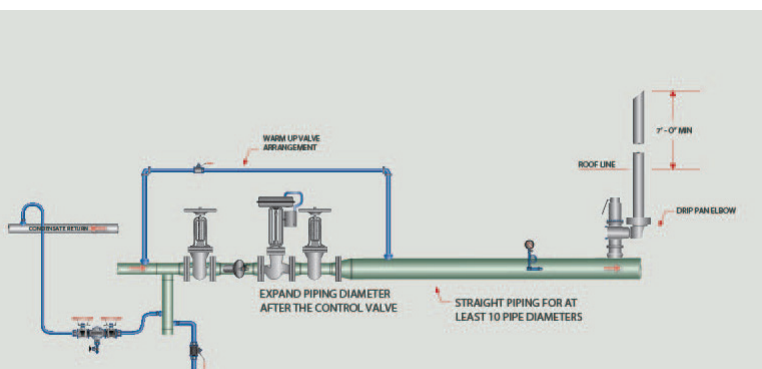 WARM UP VALVE
ARRANGEMENT
7' - 0" MIN
ROOF LINE
DRIP PAN ELBOW
CONDENSATE RETURN
EXPAND PIPING DIAMETER
AFTER THE CONTROL VALVE
STRAIGHT PIPING FOR AT
LEAST 10 PIPE DIAMETERS